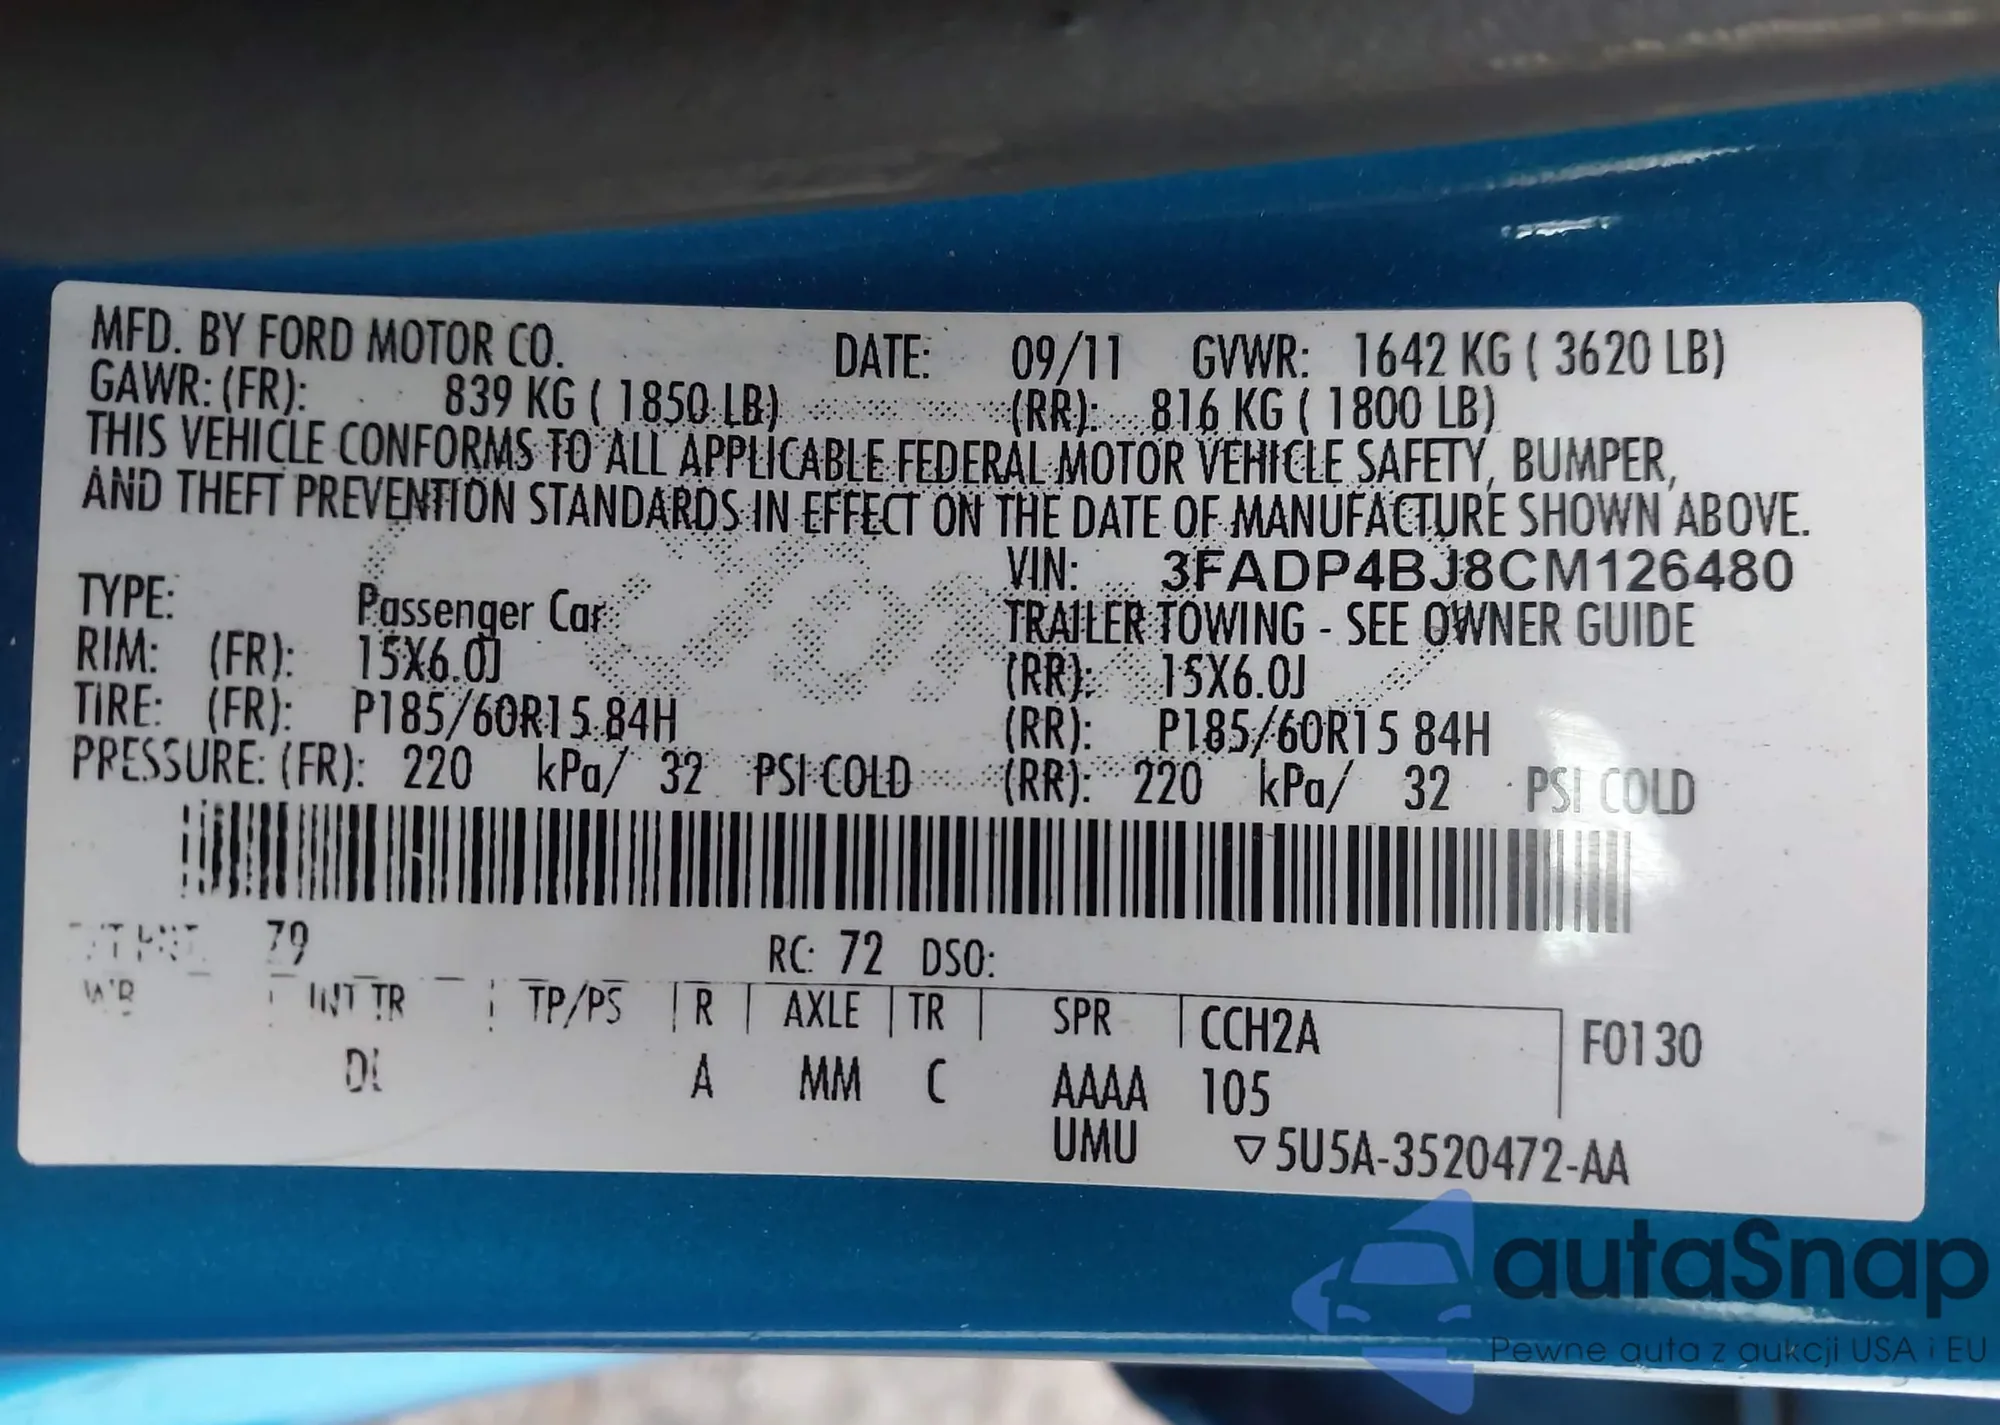 MFD. BY FORD MOTOR CO. DATE: 09/11 GVWR: 1642 KG ( 3620 LB)
GAWR: (FR): 839 KG ( 1850 LB) (RR): 816 KG ( 1800 LB)
THIS VEHICLE CONFORMS TO ALL APPLICABLE FEDERAL MOTOR VEHICLE SAFETY, BUMPER,
AND THEFT PREVENTION STANDARDS IN EFFECT ON THE DATE OF MANUFACTURE SHOWN ABOVE.
VIN: 3FADP4BJ8CM126480
TYPE: Passenger Car TRAILER TOWING - SEE OWNER GUIDE
RIM: (FR): 15X6.0J (RR): 15X6.0J
TIRE: (FR): P185/60R15 84H (RR): P185/60R15 84H
PRESSURE: (FR): 220 kPa/ 32 PSI COLD (RR): 220 kPa/ 32 PSI COLD
79 RC: 72 DSO:
WB INT TR TP/PS R AXLE TR SPR CCH2A F0130
A MM C AAAA 105
UMU ▽5U5A-3520472-AA
autaSnap
Pewne auta z aukcji USA i EU